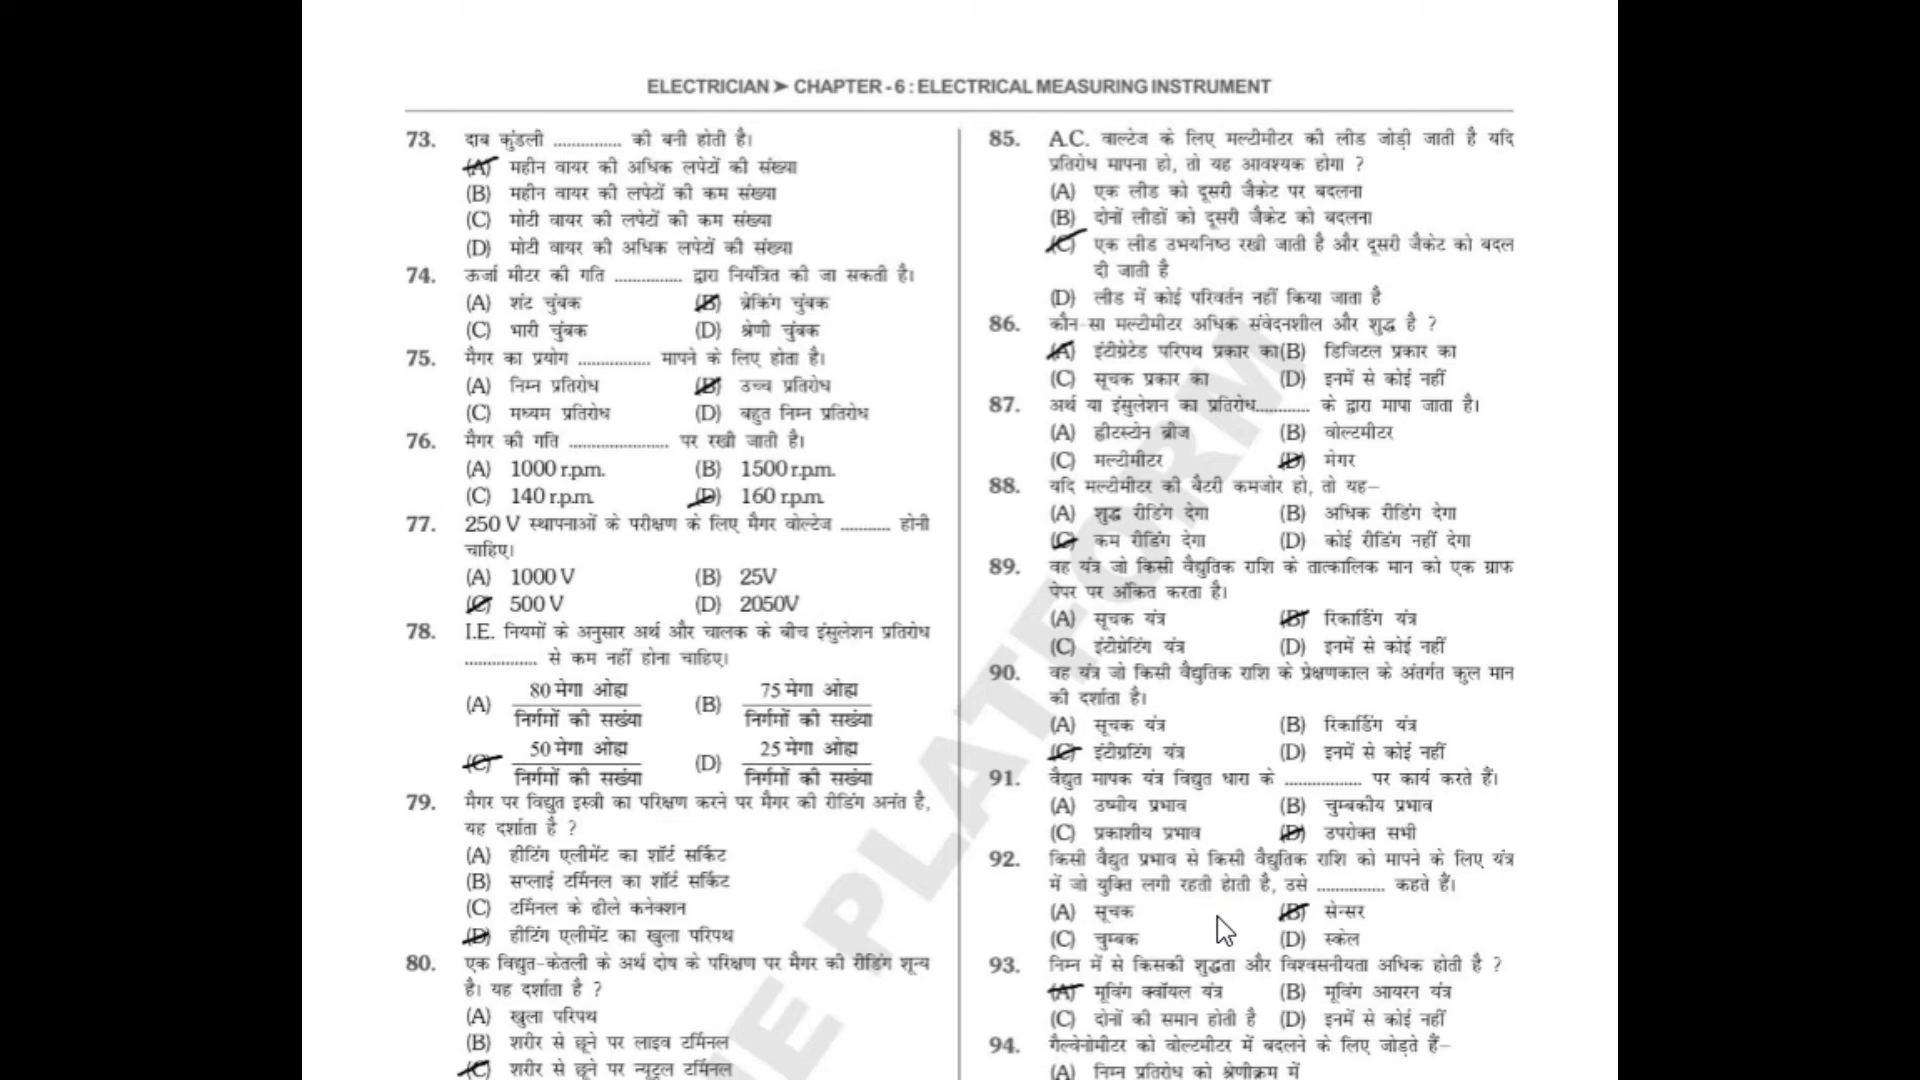 ELECTRICIAN ➤ CHAPTER - 6 : ELECTRICAL MEASURING INSTRUMENT
73. दाब कुंडली ............... की बनी होती है।
(A) महीन वायर की अधिक लपेटों की संख्या
(B) महीन वायर की लपेटों की कम संख्या
(C) मोटी वायर की लपेटों की कम संख्या
(D) मोटी वायर की अधिक लपेटों की संख्या
74. ऊर्जा मीटर की गति ............... द्वारा नियंत्रित की जा सकती है।
(A) शंट चुंबक (B) ब्रेकिंग चुंबक
(C) भारी चुंबक (D) श्रेणी चुंबक
75. मैगर का प्रयोग ................ मापने के लिए होता है।
(A) निम्न प्रतिरोध (B) उच्च प्रतिरोध
(C) मध्यम प्रतिरोध (D) बहुत निम्न प्रतिरोध
76. मैगर की गति ...................... पर रखी जाती है।
(A) 1000 r.p.m. (B) 1500 r.p.m.
(C) 140 r.p.m. (D) 160 r.p.m.
77. 250 V स्थापनाओं के परीक्षण के लिए मैगर वोल्टेज ........... होनी
चाहिए।
(A) 1000 V (B) 25V
(C) 500 V (D) 2050V
78. I.E. नियमों के अनुसार अर्थ और चालक के बीच इंसुलेशन प्रतिरोध
................ से कम नहीं होना चाहिए।
(A) 80 मेगा ओह्म / निर्गमों की सख्या (B) 75 मेगा ओह्म / निर्गमों की सख्या
(C) 50 मेगा ओह्म / निर्गमों की सख्या (D) 25 मेगा ओह्म / निर्गमों की सख्या
79. मैगर पर विद्युत इस्त्री का परिक्षण करने पर मैगर की रीडिंग अनंत है,
यह दर्शाता है ?
(A) हीटिंग एलीमेंट का शॉर्ट सर्किट
(B) सप्लाई टर्मिनल का शॉर्ट सर्किट
(C) टर्मिनल के ढीले कनेक्शन
(D) हीटिंग एलीमेंट का खुला परिपथ
80. एक विद्युत-केतली के अर्थ दोष के परिक्षण पर मैगर की रीडिंग शून्य
है। यह दर्शाता है ?
(A) खुला परिपथ
(B) शरीर से छूने पर लाइव टर्मिनल
(C) शरीर से छूने पर न्यूट्रल टर्मिनल
85. A.C. वाल्टेज के लिए मल्टीमीटर की लीड जोड़ी जाती है यदि
प्रतिरोध मापना हो, तो यह आवश्यक होगा ?
(A) एक लीड को दूसरी जैकेट पर बदलना
(B) दोनों लीडों को दूसरी जैकेट को बदलना
(C) एक लीड उभयनिष्ठ रखी जाती है और दूसरी जैकेट को बदल
दी जाती है
(D) लीड में कोई परिवर्तन नहीं किया जाता है
86. कौन-सा मल्टीमीटर अधिक संवेदनशील और शुद्ध है ?
(A) इंटीग्रेटेड परिपथ प्रकार का (B) डिजिटल प्रकार का
(C) सूचक प्रकार का (D) इनमें से कोई नहीं
87. अर्थ या इंसुलेशन का प्रतिरोध............ के द्वारा मापा जाता है।
(A) ह्वीटस्टोन ब्रीज (B) वोल्टमीटर
(C) मल्टीमीटर (D) मेगर
88. यदि मल्टीमीटर की बैटरी कमजोर हो, तो यह–
(A) शुद्ध रीडिंग देगा (B) अधिक रीडिंग देगा
(C) कम रीडिंग देगा (D) कोई रीडिंग नहीं देगा
89. वह यंत्र जो किसी वैद्युतिक राशि के तात्कालिक मान को एक ग्राफ
पेपर पर अंकित करता है।
(A) सूचक यंत्र (B) रिकार्डिंग यंत्र
(C) इंटीग्रेटिंग यंत्र (D) इनमें से कोई नहीं
90. वह यंत्र जो किसी वैद्युतिक राशि के प्रेक्षणकाल के अंतर्गत कुल मान
की दर्शाता है।
(A) सूचक यंत्र (B) रिकार्डिंग यंत्र
(C) इंटीग्रटिंग यंत्र (D) इनमें से कोई नहीं
91. वैद्युत मापक यंत्र विद्युत धारा के ................. पर कार्य करते हैं।
(A) उष्मीय प्रभाव (B) चुम्बकीय प्रभाव
(C) प्रकाशीय प्रभाव (D) उपरोक्त सभी
92. किसी वैद्युत प्रभाव से किसी वैद्युतिक राशि को मापने के लिए यंत्र
में जो युक्ति लगी रहती होती है, उसे ............... कहते हैं।
(A) सूचक (B) सेन्सर
(C) चुम्बक (D) स्केल
93. निम्न में से किसकी शुद्धता और विश्वसनीयता अधिक होती है ?
(A) मूविंग क्वॉयल यंत्र (B) मूविंग आयरन यंत्र
(C) दोनों की समान होती है (D) इनमें से कोई नहीं
94. गैल्वेनोमीटर को वोल्टमीटर में बदलने के लिए जोड़ते हैं–
(A) निम्न प्रतिरोध को श्रेणीक्रम में
PLATFORM